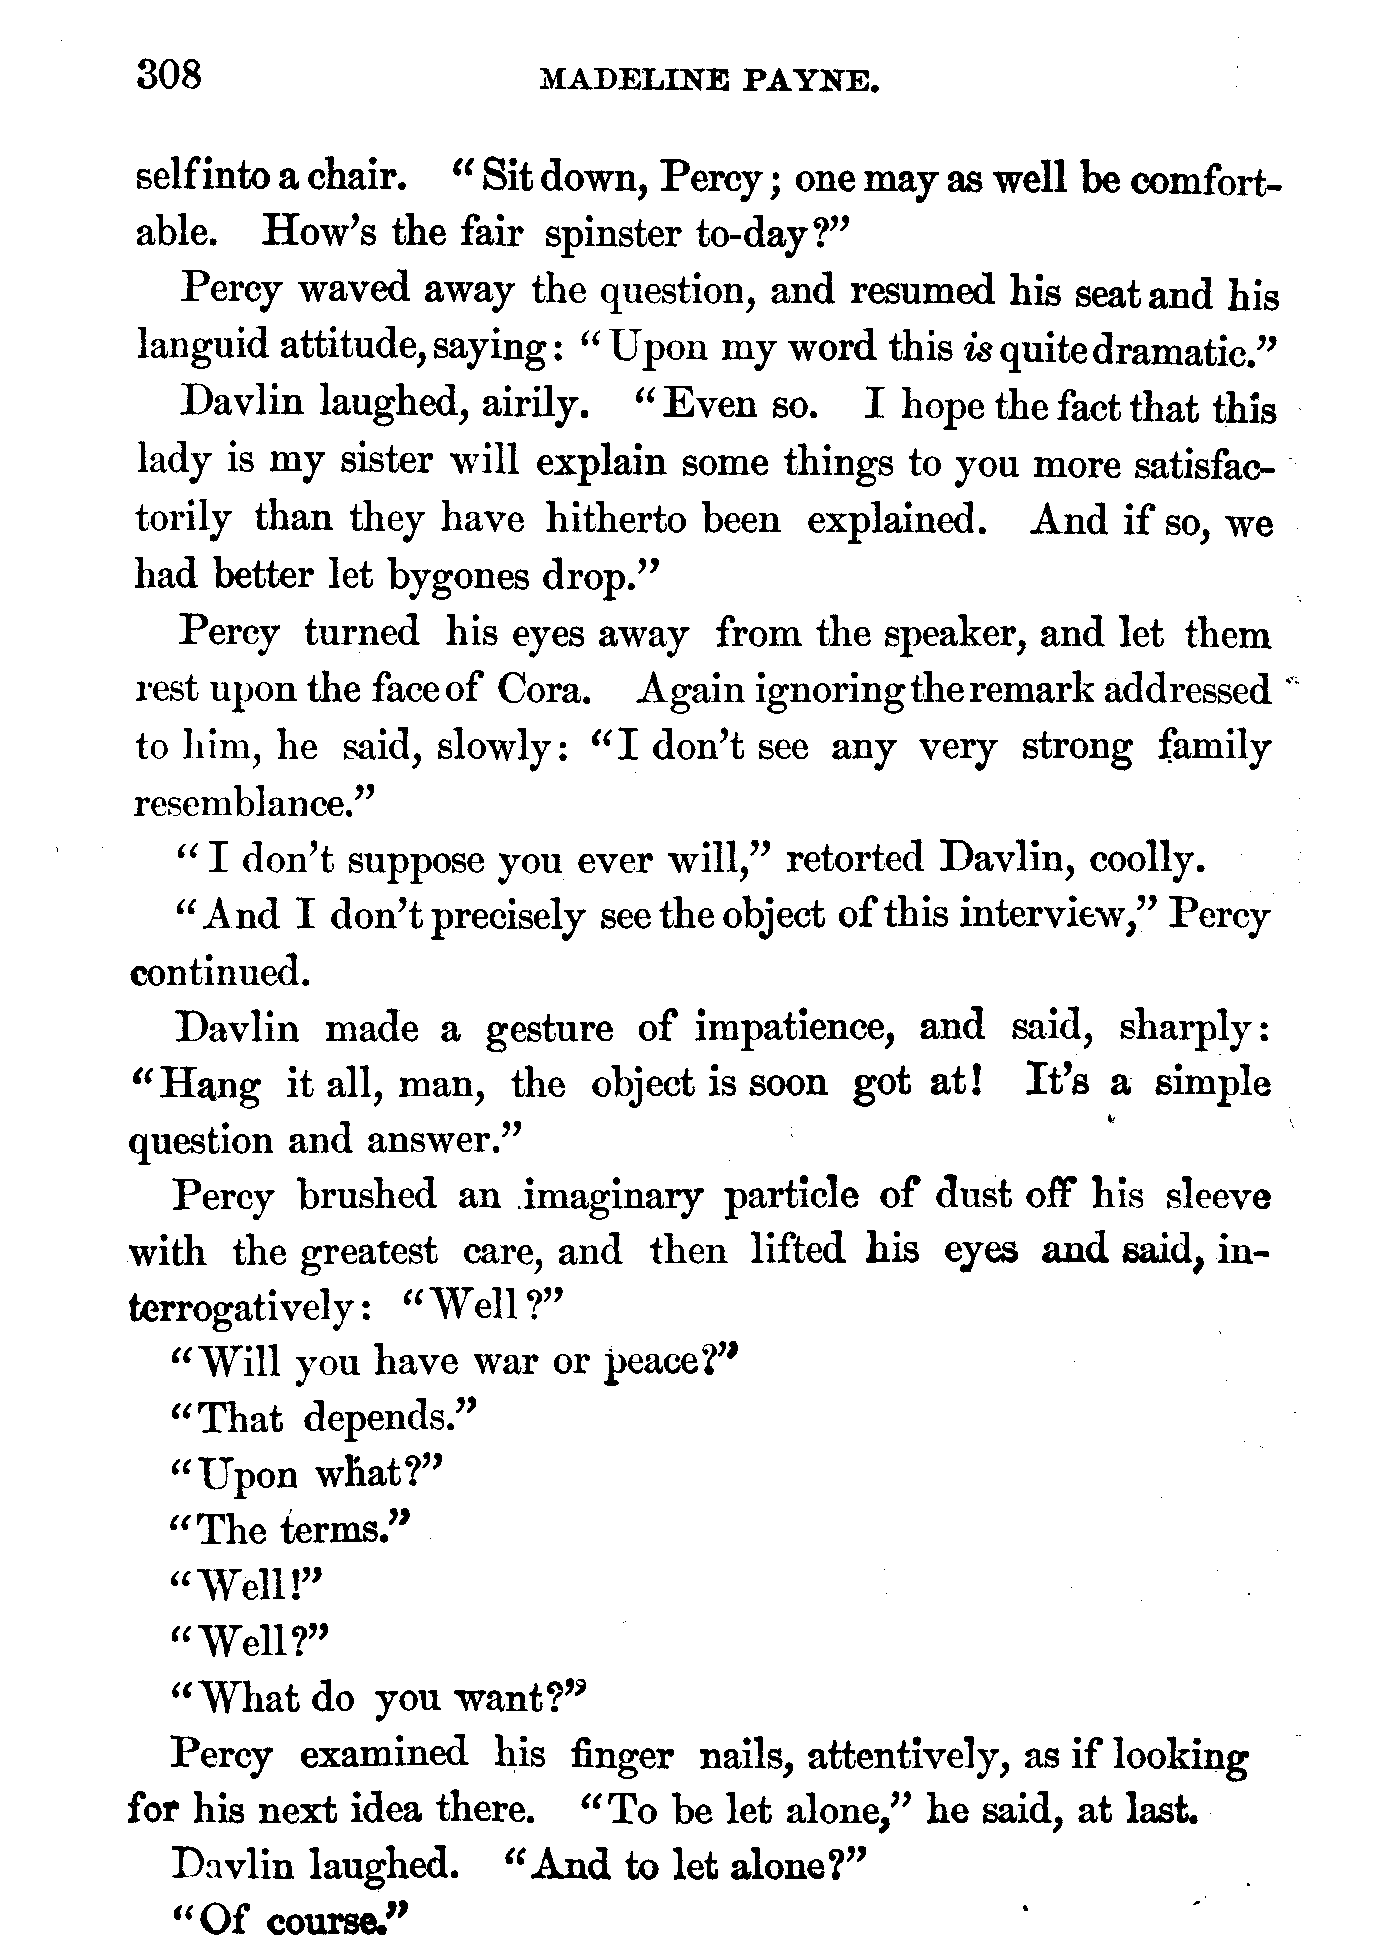 308 MADELINE PAYNE.
self into a chair. "Sit down, Percy; one may as well be comfort-
able. How's the fair spinster to-day?"
Percy waved away the question, and resumed his seat and his
languid attitude, saying: "Upon my word this is quite dramatic."
Davlin laughed, airily. "Even so. I hope the fact that this
lady is my sister will explain some things to you more satisfac-
torily than they have hitherto been explained. And if so, we
had better let bygones drop."
Percy turned his eyes away from the speaker, and let them
rest upon the face of Cora. Again ignoring the remark addressed
to him, he said, slowly: "I don't see any very strong family
resemblance."
"I don't suppose you ever will," retorted Davlin, coolly.
"And I don't precisely see the object of this interview," Percy
continued.
Davlin made a gesture of impatience, and said, sharply:
"Hang it all, man, the object is soon got at! It's a simple
question and answer."
Percy brushed an imaginary particle of dust off his sleeve
with the greatest care, and then lifted his eyes and said, in-
terrogatively: "Well?"
"Will you have war or peace?"
"That depends."
"Upon what?"
"The terms."
"Well!"
"Well?"
"What do you want?"
Percy examined his finger nails, attentively, as if looking
for his next idea there. "To be let alone," he said, at last.
Davlin laughed. "And to let alone?"
"Of course."